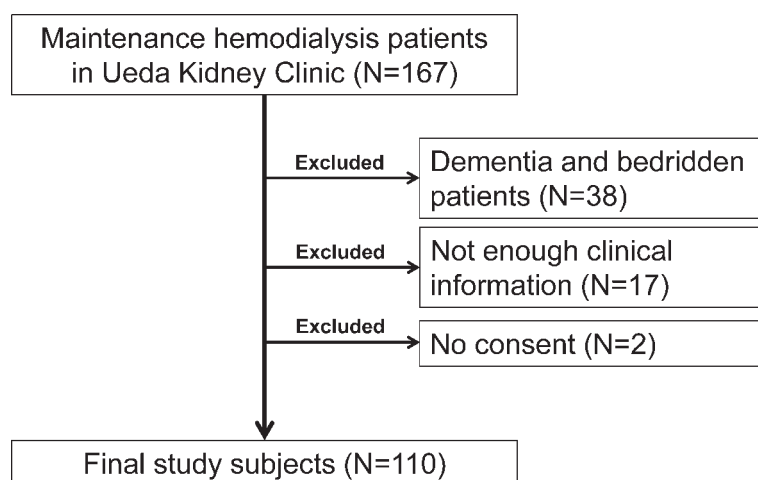 Maintenance hemodialysis patients
in Ueda Kidney Clinic (N=167)
Excluded
Dementia and bedridden
patients (N=38)
Excluded
Not enough clinical
information (N=17)
Excluded
No consent (N=2)
Final study subjects (N=110)